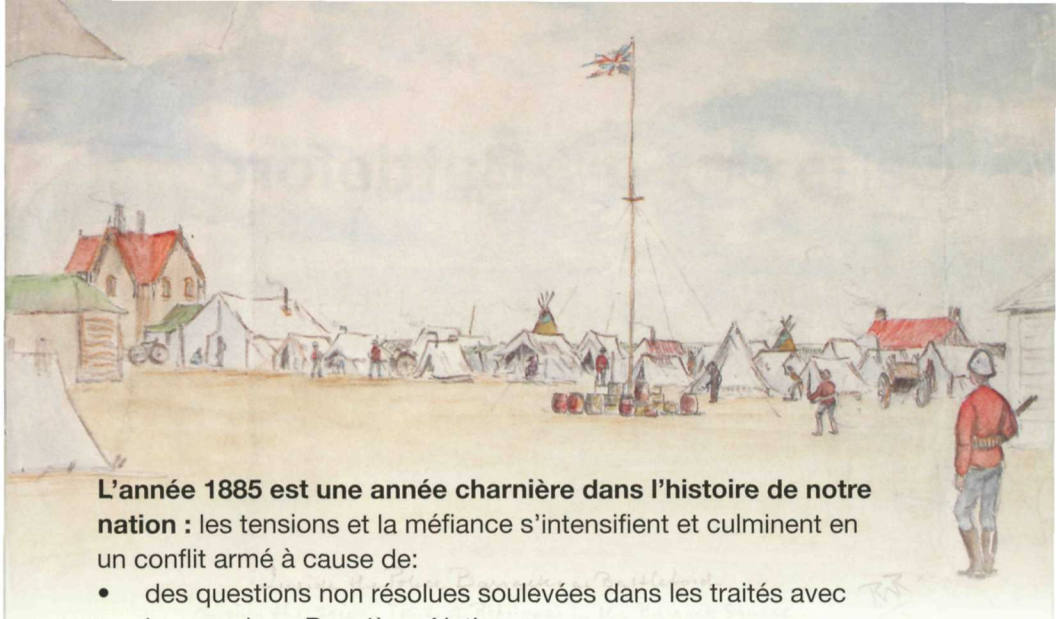 L'année 1885 est une année charnière dans l'histoire de notre
nation : les tensions et la méfiance s'intensifient et culminent en
un conflit armé à cause de:
• des questions non résolues soulevées dans les traités avec